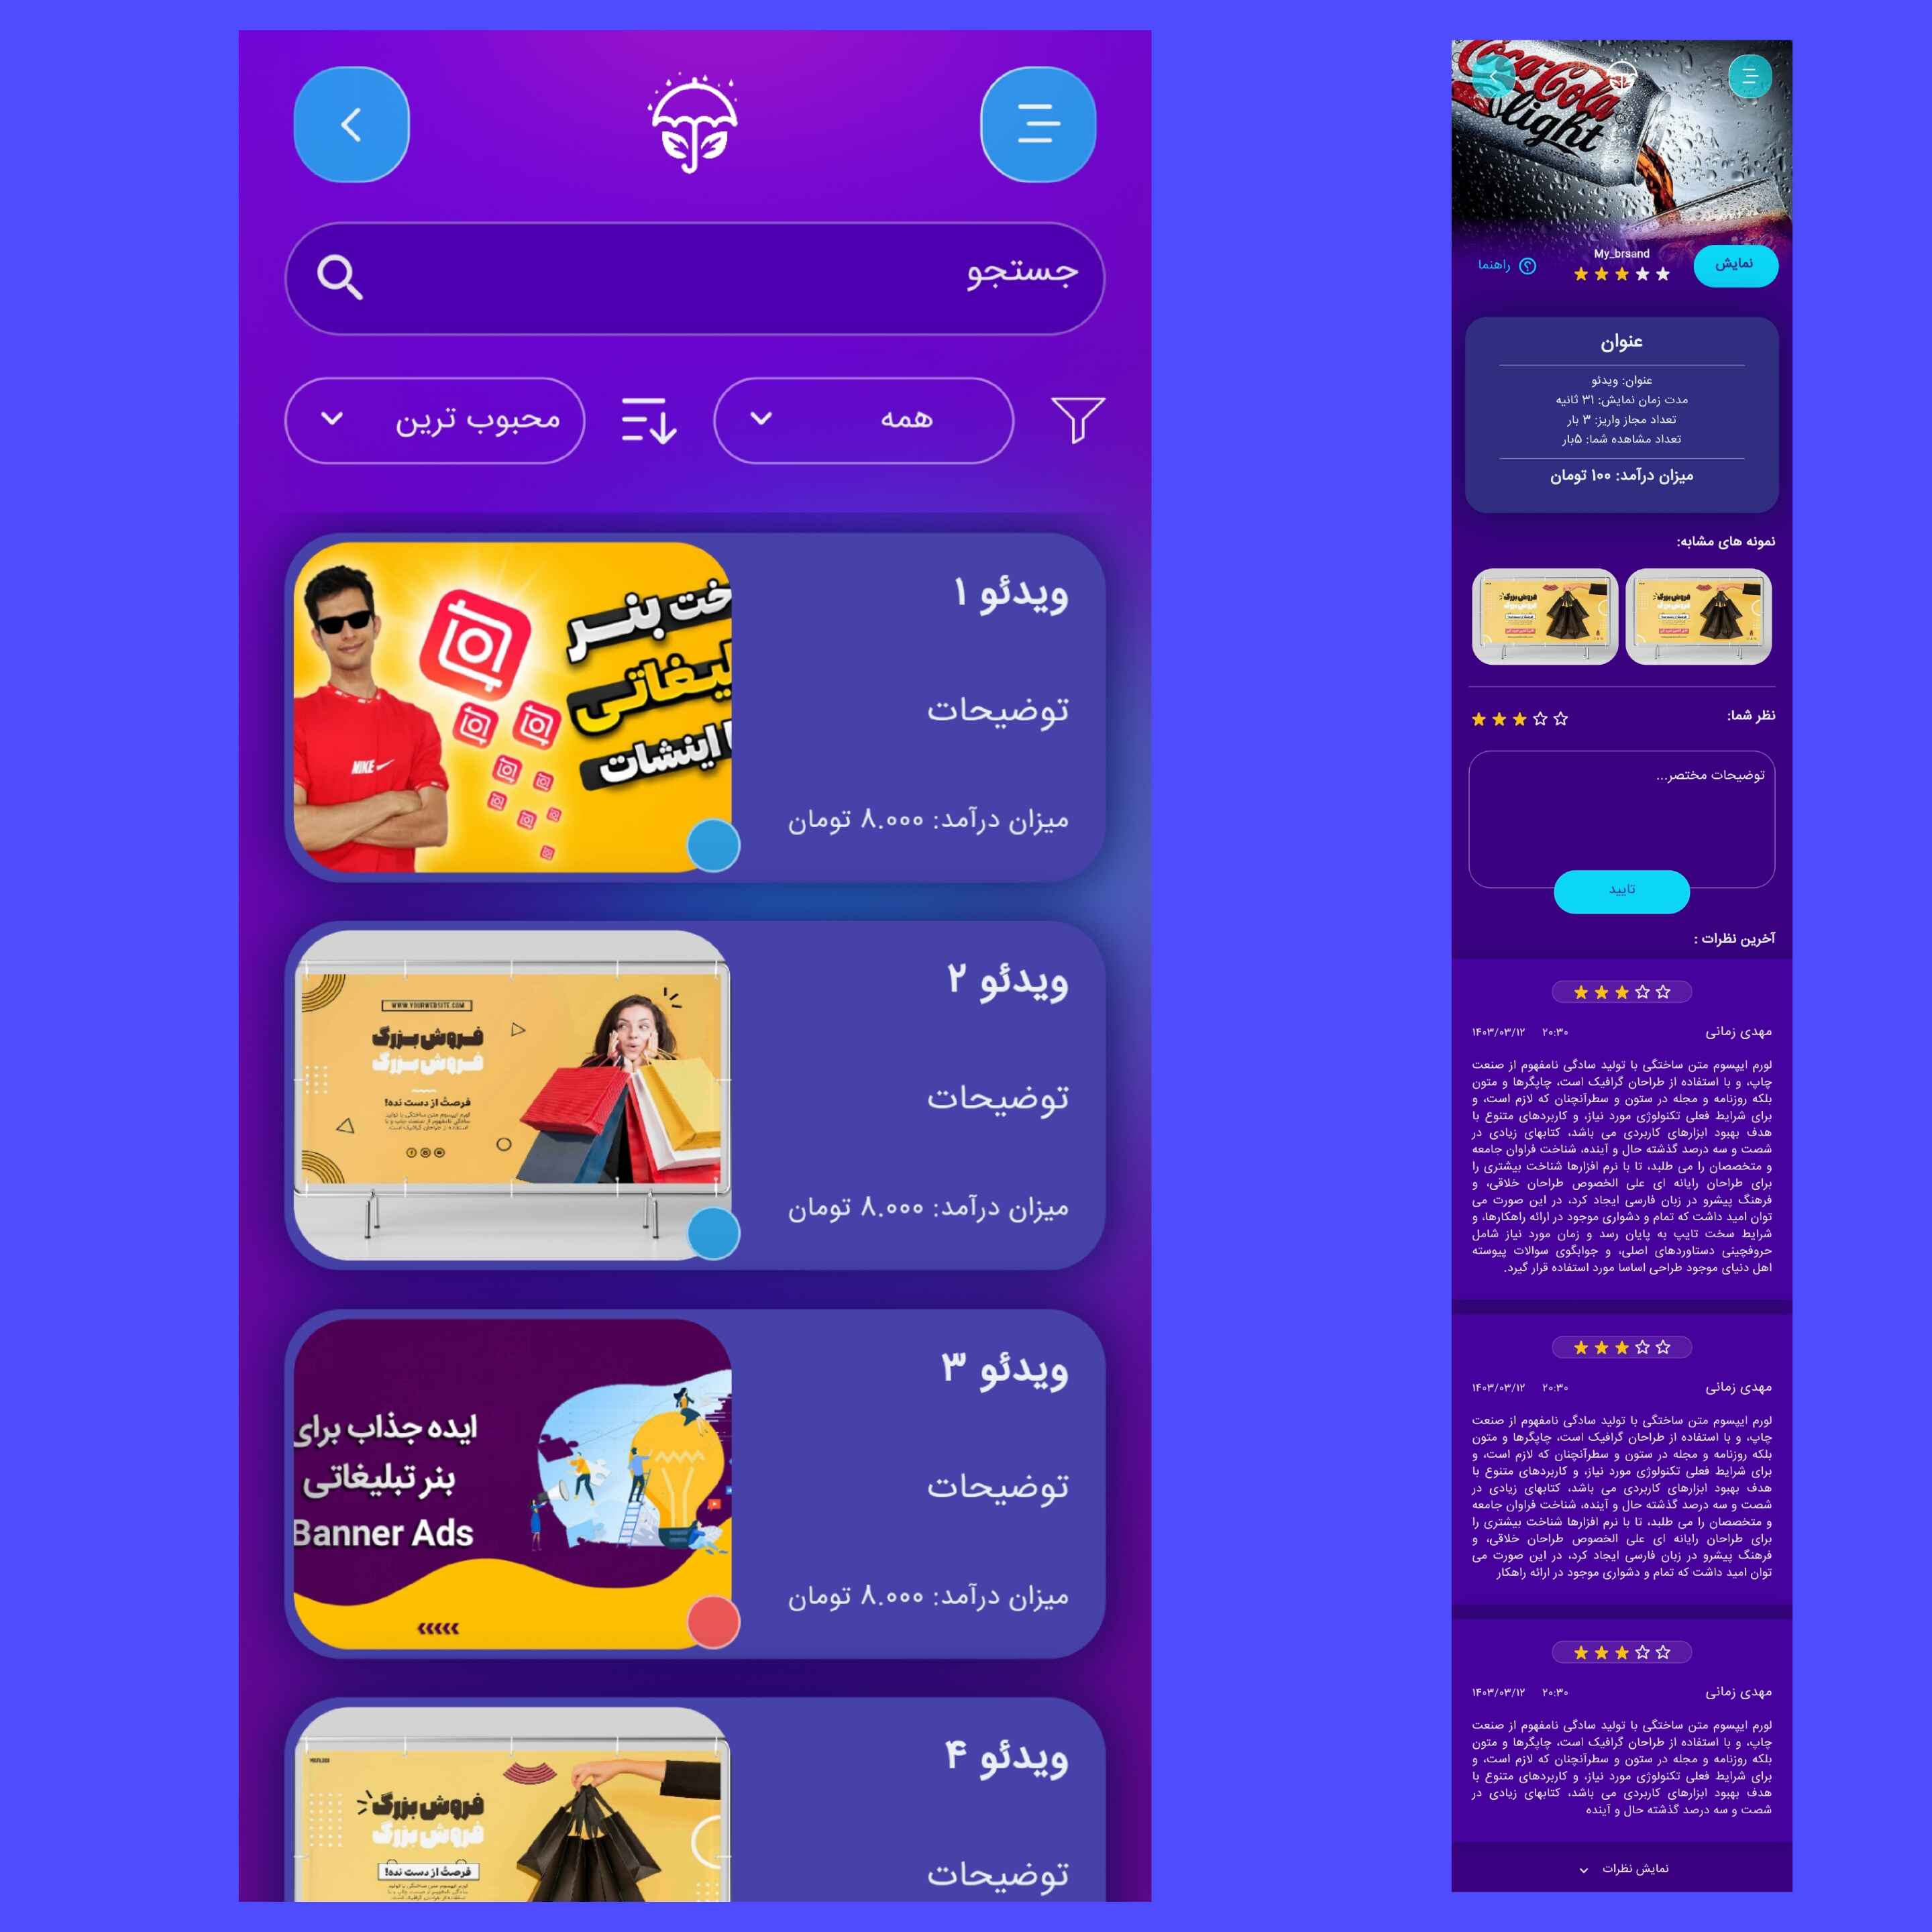 جستجو
همه
محبوب ترین
ویدئو ۱
توضیحات
میزان درآمد: ۸.۰۰۰ تومان
خت بنر
لیغاتی
اینشات
NIKE
ویدئو ۲
توضیحات
میزان درآمد: ۸.۰۰۰ تومان
WWW.YOURWEBSITE.COM
فروش بزرگ
فروش بزرگ
فرصت از دست نده!
ویدئو ۳
توضیحات
میزان درآمد: ۸.۰۰۰ تومان
ایده جذاب برای
بنر تبلیغاتی
Banner Ads
ویدئو ۴
توضیحات
فروش بزرگ
فروش بزرگ
فرصت از دست نده!
Coca-Cola
light
نمایش
My_brsand
راهنما
عنوان
عنوان: ویدئو
مدت زمان نمایش: ۳۱ ثانیه
تعداد مجاز واریز: ۳ بار
تعداد مشاهده شما: ۵بار
میزان درآمد: ۱۰۰ تومان
نمونه های مشابه:
فروش بزرگ
فروش بزرگ
فروش بزرگ
فروش بزرگ
نظر شما:
توضیحات مختصر...
تایید
آخرین نظرات :
مهدی زمانی
۲۰:۳۰ ۱۴۰۳/۰۳/۱۲
لورم ایپسوم متن ساختگی با تولید سادگی نامفهوم از صنعت
چاپ، و با استفاده از طراحان گرافیک است، چاپگرها و متون
بلکه روزنامه و مجله در ستون و سطرآنچنان که لازم است، و
برای شرایط فعلی تکنولوژی مورد نیاز، و کاربردهای متنوع با
هدف بهبود ابزارهای کاربردی می باشد، کتابهای زیادی در
شصت و سه درصد گذشته حال و آینده، شناخت فراوان جامعه
و متخصصان را می طلبد، تا با نرم افزارها شناخت بیشتری را
برای طراحان رایانه ای علی الخصوص طراحان خلاقی، و
فرهنگ پیشرو در زبان فارسی ایجاد کرد، در این صورت می
توان امید داشت که تمام و دشواری موجود در ارائه راهکارها، و
شرایط سخت تایپ به پایان رسد و زمان مورد نیاز شامل
حروفچینی دستاوردهای اصلی، و جوابگوی سوالات پیوسته
اهل دنیای موجود طراحی اساسا مورد استفاده قرار گیرد.
مهدی زمانی
۲۰:۳۰ ۱۴۰۳/۰۳/۱۲
لورم ایپسوم متن ساختگی با تولید سادگی نامفهوم از صنعت
چاپ، و با استفاده از طراحان گرافیک است، چاپگرها و متون
بلکه روزنامه و مجله در ستون و سطرآنچنان که لازم است، و
برای شرایط فعلی تکنولوژی مورد نیاز، و کاربردهای متنوع با
هدف بهبود ابزارهای کاربردی می باشد، کتابهای زیادی در
شصت و سه درصد گذشته حال و آینده، شناخت فراوان جامعه
و متخصصان را می طلبد، تا با نرم افزارها شناخت بیشتری را
برای طراحان رایانه ای علی الخصوص طراحان خلاقی، و
فرهنگ پیشرو در زبان فارسی ایجاد کرد، در این صورت می
توان امید داشت که تمام و دشواری موجود در ارائه راهکار
مهدی زمانی
۲۰:۳۰ ۱۴۰۳/۰۳/۱۲
لورم ایپسوم متن ساختگی با تولید سادگی نامفهوم از صنعت
چاپ، و با استفاده از طراحان گرافیک است، چاپگرها و متون
بلکه روزنامه و مجله در ستون و سطرآنچنان که لازم است، و
برای شرایط فعلی تکنولوژی مورد نیاز، و کاربردهای متنوع با
هدف بهبود ابزارهای کاربردی می باشد، کتابهای زیادی در
شصت و سه درصد گذشته حال و آینده
نمایش نظرات